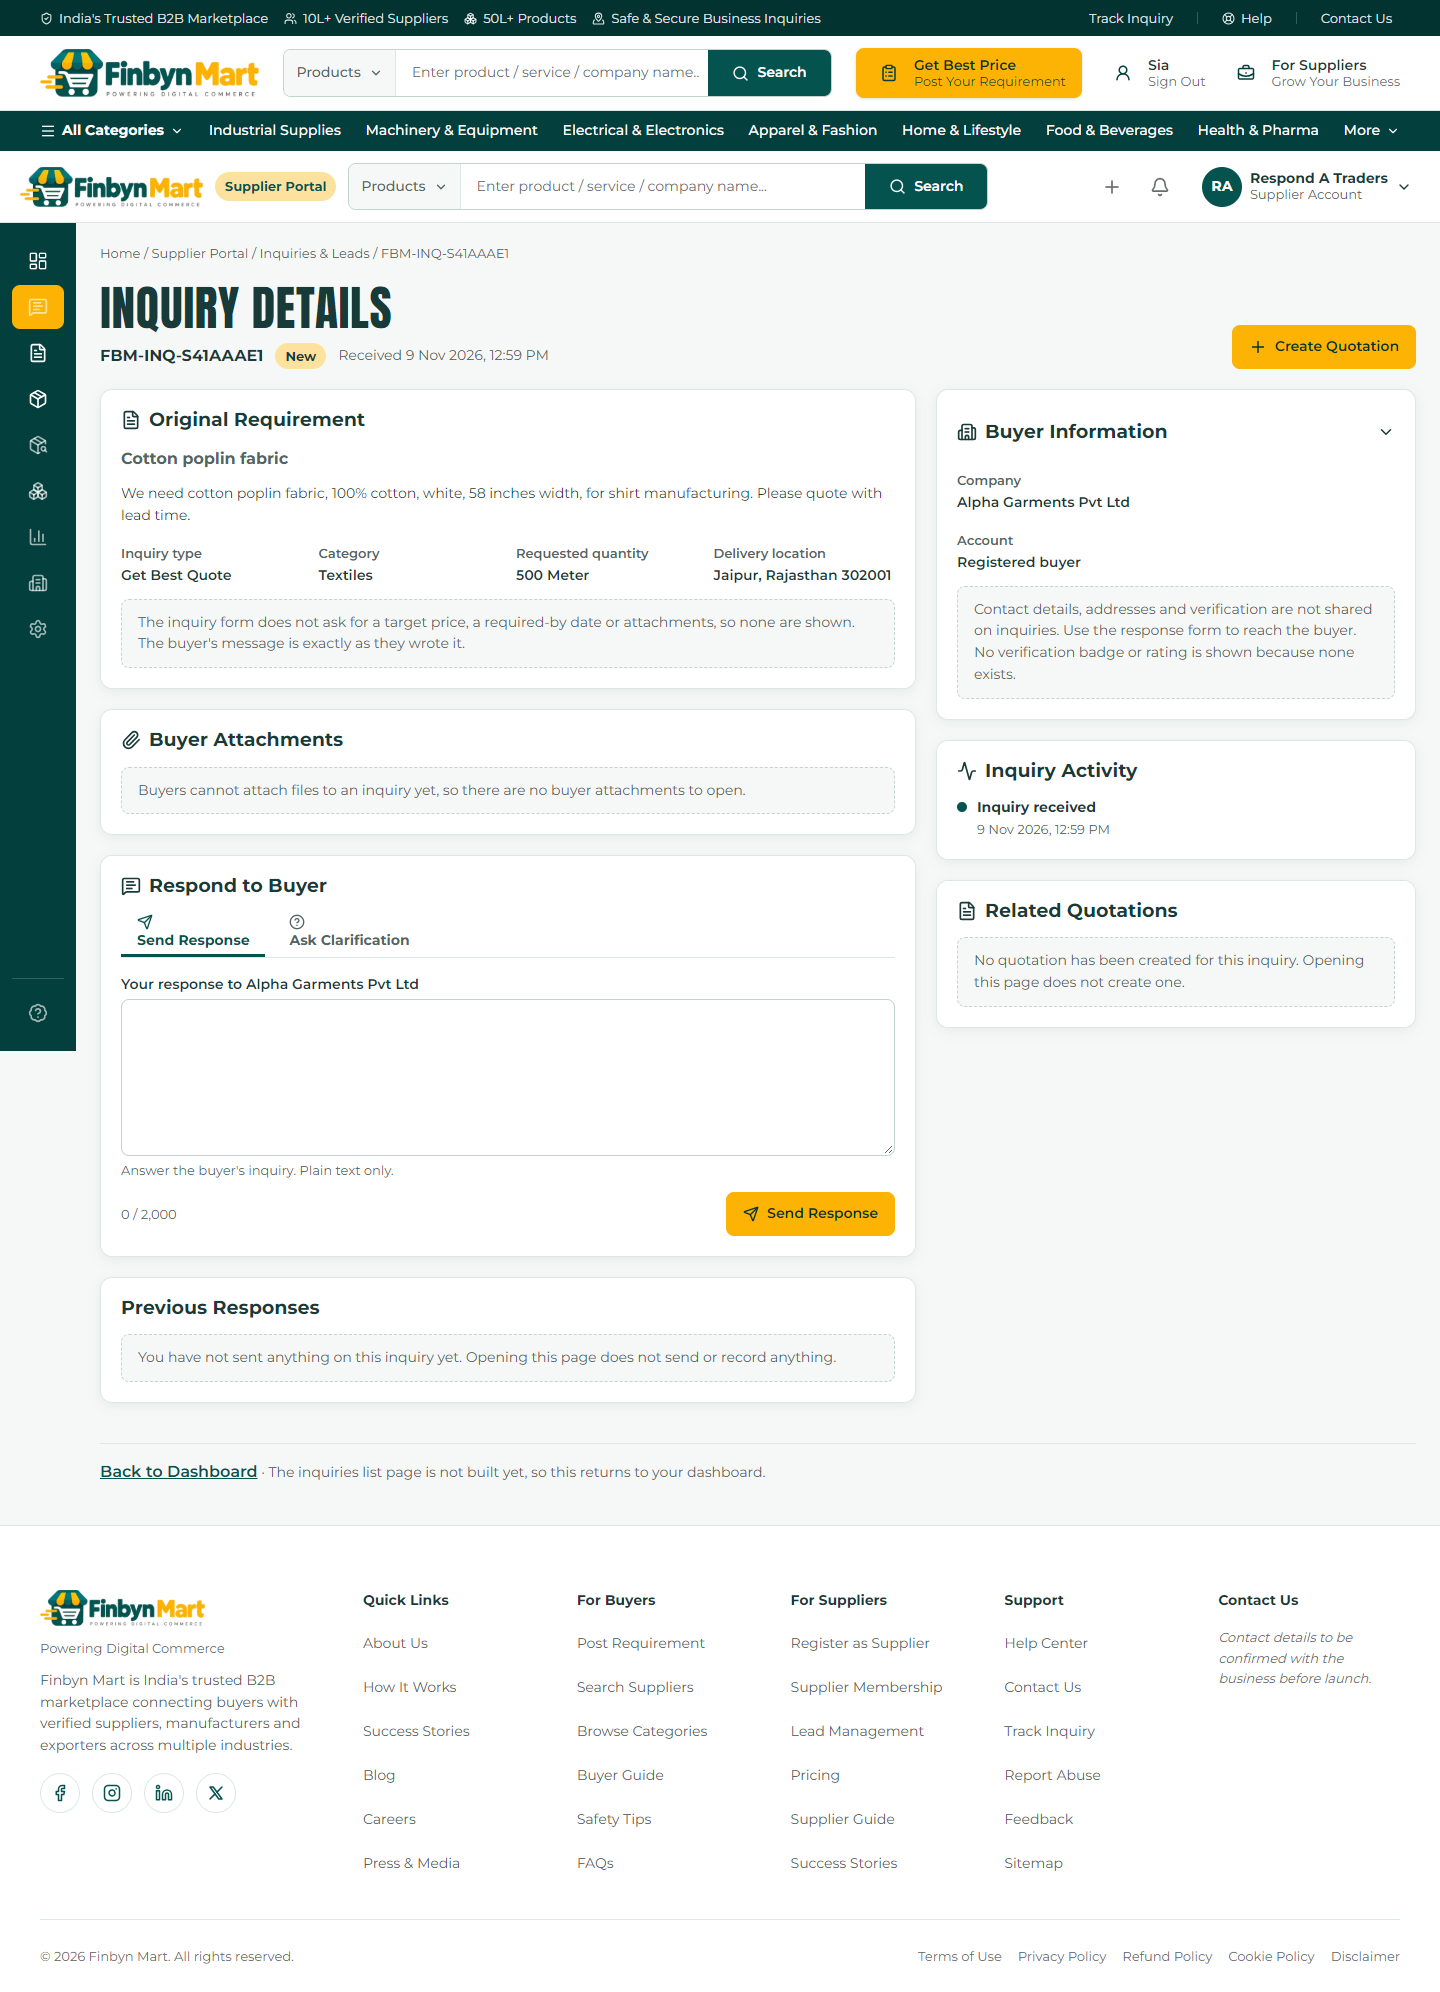 India's Trusted B2B Marketplace 10L+ Verified Suppliers 50L+ Products Safe & Secure Business Inquiries Track Inquiry Help Contact Us
Finbyn Mart
POWERING DIGITAL COMMERCE
Products Enter product / service / company name.. Search
Get Best Price
Post Your Requirement
Sia
Sign Out
For Suppliers
Grow Your Business
All Categories Industrial Supplies Machinery & Equipment Electrical & Electronics Apparel & Fashion Home & Lifestyle Food & Beverages Health & Pharma More
Finbyn Mart
POWERING DIGITAL COMMERCE
Supplier Portal
Products Enter product / service / company name... Search
RA
Respond A Traders
Supplier Account
Home / Supplier Portal / Inquiries & Leads / FBM-INQ-S41AAAE1
INQUIRY DETAILS
FBM-INQ-S41AAAE1 New Received 9 Nov 2026, 12:59 PM
Create Quotation
Original Requirement
Cotton poplin fabric
We need cotton poplin fabric, 100% cotton, white, 58 inches width, for shirt manufacturing. Please quote with
lead time.
Inquiry type Category Requested quantity Delivery location
Get Best Quote Textiles 500 Meter Jaipur, Rajasthan 302001
The inquiry form does not ask for a target price, a required-by date or attachments, so none are shown.
The buyer's message is exactly as they wrote it.
Buyer Attachments
Buyers cannot attach files to an inquiry yet, so there are no buyer attachments to open.
Respond to Buyer
Send Response Ask Clarification
Your response to Alpha Garments Pvt Ltd
Answer the buyer's inquiry. Plain text only.
0 / 2,000
Send Response
Previous Responses
You have not sent anything on this inquiry yet. Opening this page does not send or record anything.
Buyer Information
Company
Alpha Garments Pvt Ltd
Account
Registered buyer
Contact details, addresses and verification are not shared
on inquiries. Use the response form to reach the buyer.
No verification badge or rating is shown because none
exists.
Inquiry Activity
Inquiry received
9 Nov 2026, 12:59 PM
Related Quotations
No quotation has been created for this inquiry. Opening
this page does not create one.
Back to Dashboard · The inquiries list page is not built yet, so this returns to your dashboard.
Finbyn Mart
POWERING DIGITAL COMMERCE
Powering Digital Commerce
Finbyn Mart is India's trusted B2B
marketplace connecting buyers with
verified suppliers, manufacturers and
exporters across multiple industries.
Quick Links
About Us
How It Works
Success Stories
Blog
Careers
Press & Media
For Buyers
Post Requirement
Search Suppliers
Browse Categories
Buyer Guide
Safety Tips
FAQs
For Suppliers
Register as Supplier
Supplier Membership
Lead Management
Pricing
Supplier Guide
Success Stories
Support
Help Center
Contact Us
Track Inquiry
Report Abuse
Feedback
Sitemap
Contact Us
Contact details to be
confirmed with the
business before launch.
© 2026 Finbyn Mart. All rights reserved.
Terms of Use Privacy Policy Refund Policy Cookie Policy Disclaimer